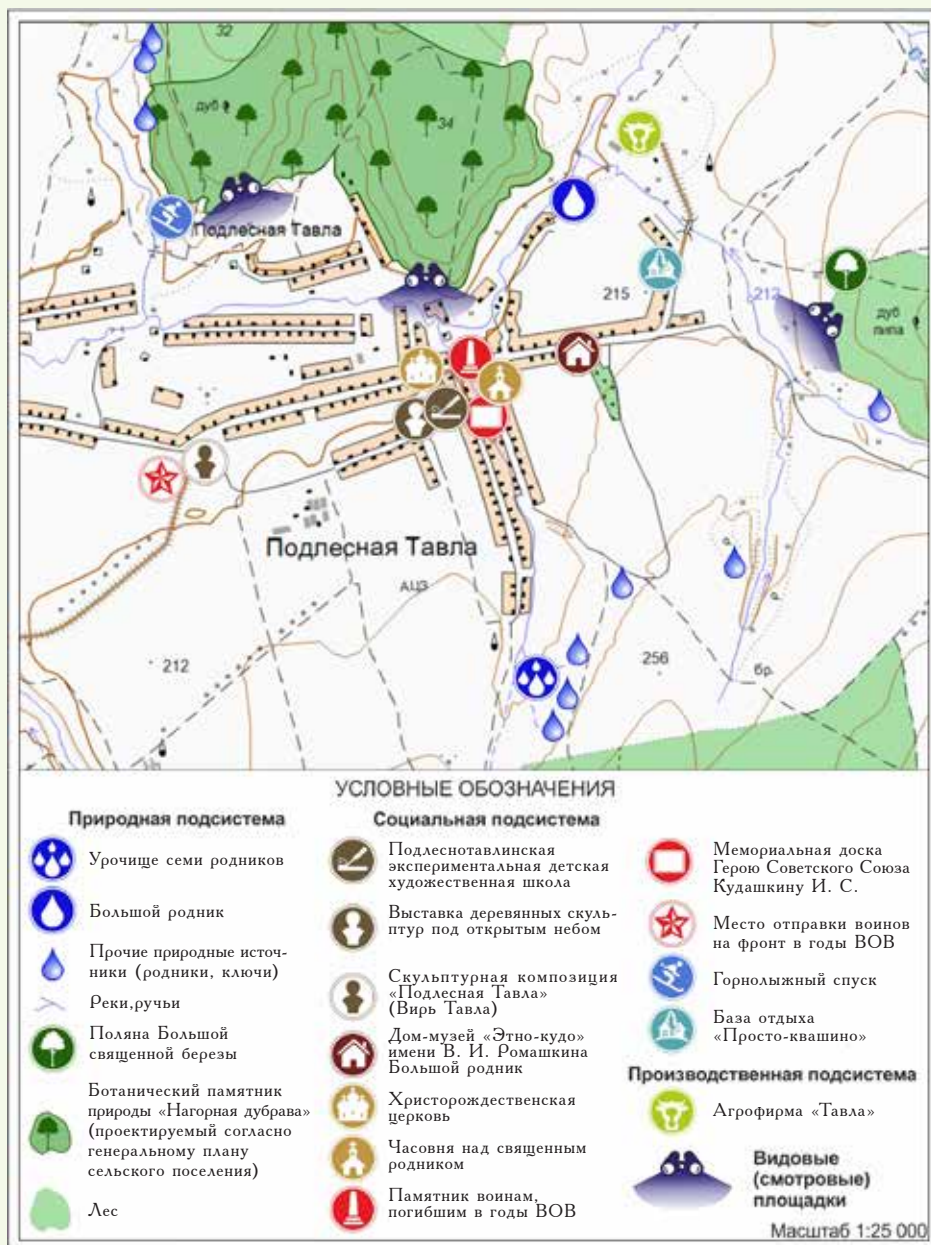 32
дуб
34
Подлесная Тавла
215
212
дуб
липа
Подлесная Тавла
АЦЗ
212
256
бр.
УСЛОВНЫЕ ОБОЗНАЧЕНИЯ
Природная подсистема
Урочище семи родников
Большой родник
Прочие природные источ-
ники (родники, ключи)
Реки,ручьи
Поляна Большой
священной березы
Ботанический памятник
природы «Нагорная дубрава»
(проектируемый согласно
генеральному плану
сельского поселения)
Лес
Социальная подсистема
Подлеснотавлинская
экспериментальная детская
художественная школа
Выставка деревянных скуль-
птур под открытым небом
Скульптурная композиция
«Подлесная Тавла»
(Вирь Тавла)
Дом-музей «Этно-кудо»
имени В. И. Ромашкина
Большой родник
Христорождественская
церковь
Часовня над священным
родником
Памятник воинам,
погибшим в годы ВОВ
Мемориальная доска
Герою Советского Союза
Кудашкину И. С.
Место отправки воинов
на фронт в годы ВОВ
Горнолыжный спуск
База отдыха
«Просто-квашино»
Производственная подсистема
Агрофирма «Тавла»
Видовые
(смотровые)
площадки
Масштаб 1:25 000